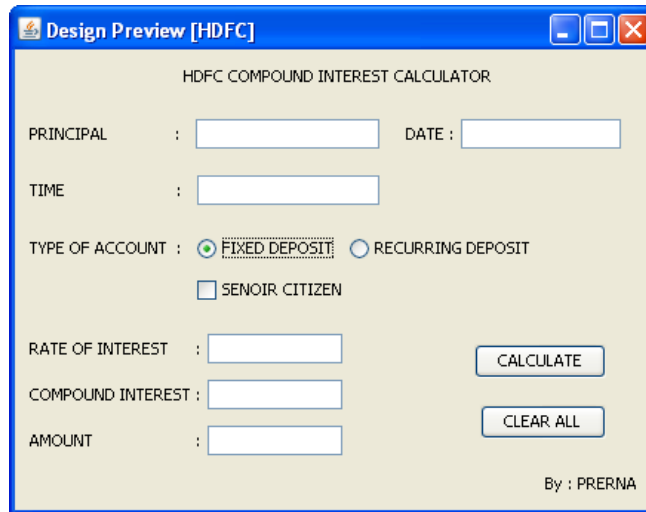 Design Preview [HDFC]
HDFC COMPOUND INTEREST CALCULATOR
PRINCIPAL : DATE :
TIME :
TYPE OF ACCOUNT : FIXED DEPOSIT RECURRING DEPOSIT
SENOIR CITIZEN
RATE OF INTEREST :
CALCULATE
COMPOUND INTEREST :
CLEAR ALL
AMOUNT :
By : PRERNA